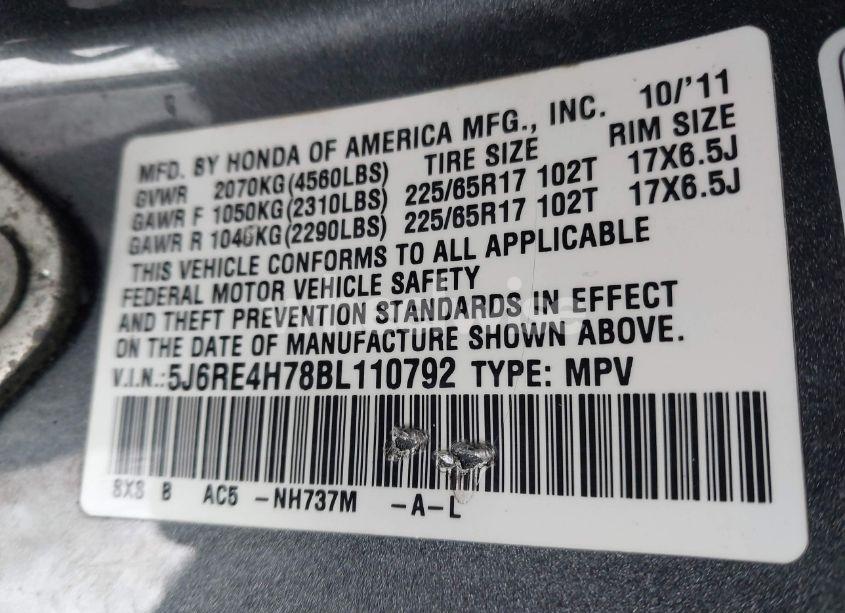 MFD. BY HONDA OF AMERICA MFG., INC. 10/'11
GVWR 2070KG(4560LBS) TIRE SIZE RIM SIZE
GAWR F 1050KG(2310LBS) 225/65R17 102T 17X6.5J
GAWR R 1040KG(2290LBS) 225/65R17 102T 17X6.5J
THIS VEHICLE CONFORMS TO ALL APPLICABLE
FEDERAL MOTOR VEHICLE SAFETY
AND THEFT PREVENTION STANDARDS IN EFFECT
ON THE DATE OF MANUFACTURE SHOWN ABOVE.
V.I.N.:5J6RE4H78BL110792 TYPE: MPV
8X3 B AC5 -NH737M -A-L